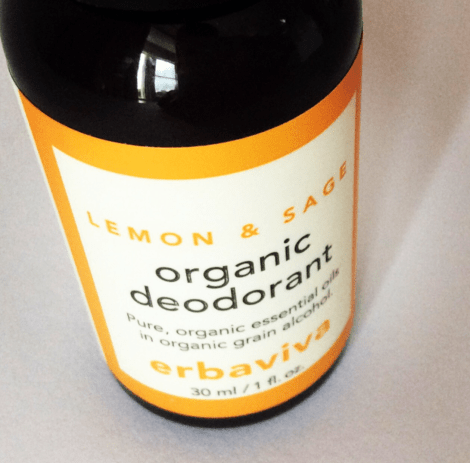 LEMON & SAGE
organic
deodorant
Pure, organic essential oils
in organic grain alcohol.
erbaviva
30 ml / 1 fl. oz.